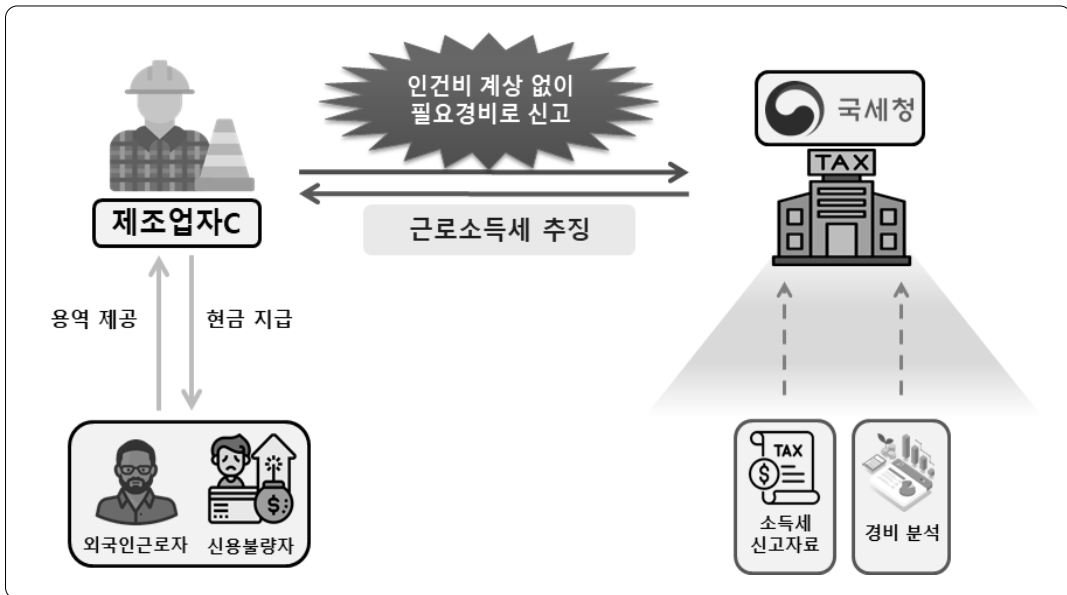 인건비 계상 없이
필요경비로 신고
국세청
TAX
제조업자C
근로소득세 추징
용역 제공
현금 지급
TAX
$
$
외국인근로자
신용불량자
소득세
신고자료
경비 분석